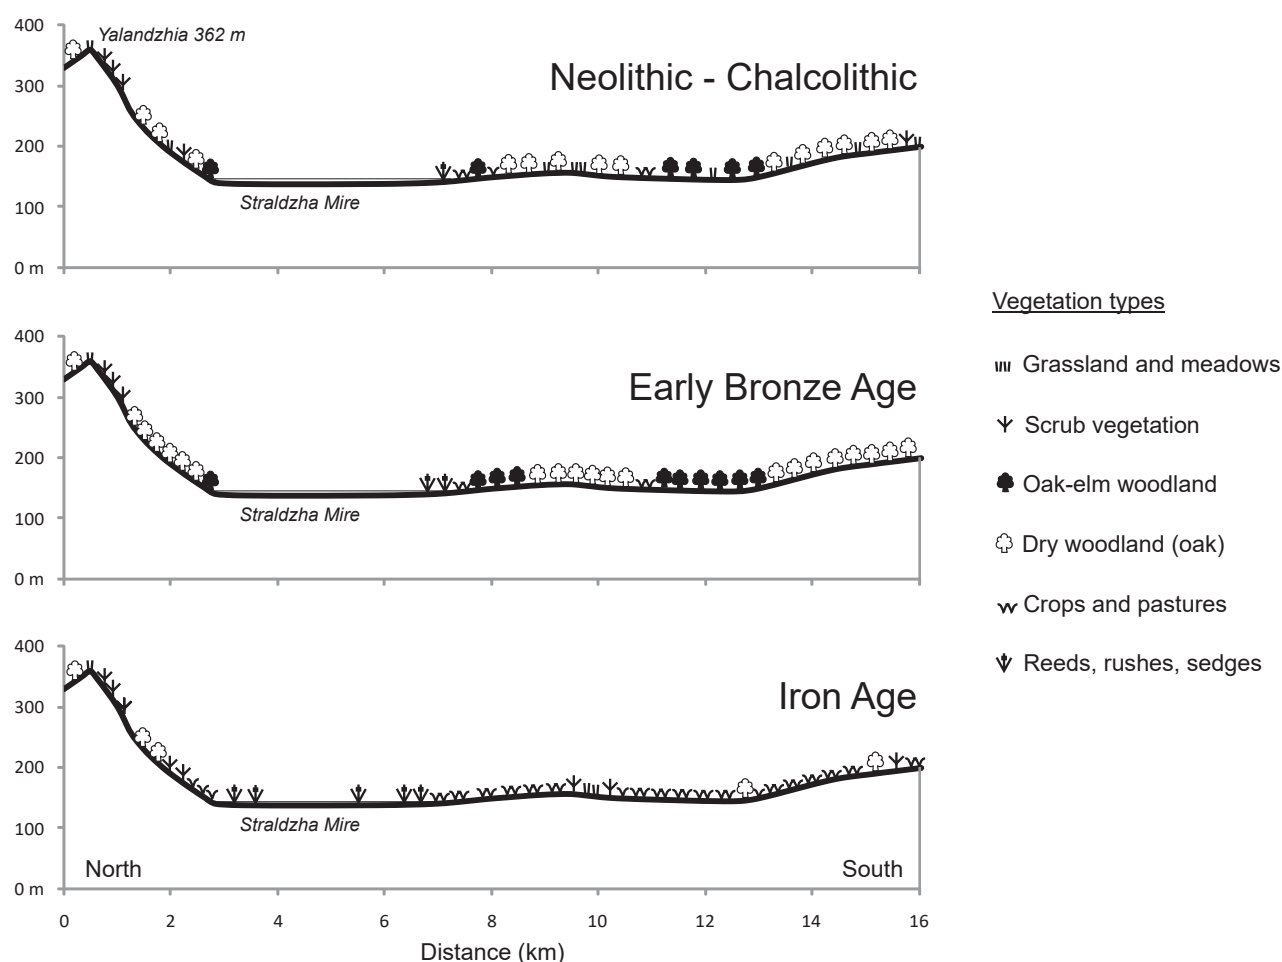 400
Yalandzhia 362 m
Neolithic - Chalcolithic
300
200
Straldzha Mire
100
0 m
400
300
Early Bronze Age
200
Straldzha Mire
100
0 m
400
300
Iron Age
200
Straldzha Mire
100
North
South
0 m
0 2 4 6 8 10 12 14 16
Distance (km)
Vegetation types
Grassland and meadows
Scrub vegetation
Oak-elm woodland
Dry woodland (oak)
Crops and pastures
Reeds, rushes, sedges